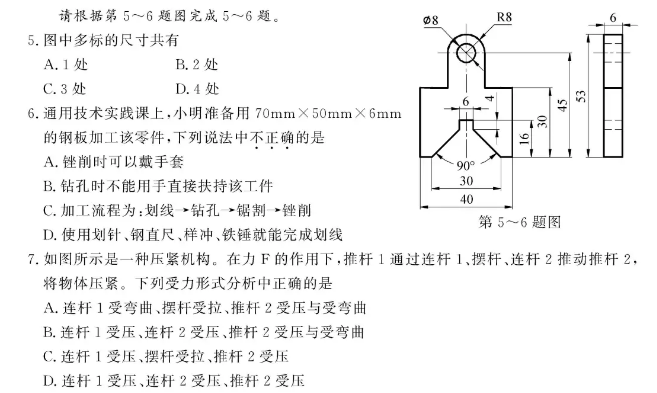 请根据第5～6题图完成5～6题。
5. 图中多标的尺寸共有
A. 1处 B. 2处
C. 3处 D. 4处
6. 通用技术实践课上,小明准备用70mm×50mm×6mm
的钢板加工该零件,下列说法中不正确的是
A. 锉削时可以戴手套
B. 钻孔时不能用手直接扶持该工件
C. 加工流程为:划线→钻孔→锯割→锉削
D. 使用划针、钢直尺、样冲、铁锤就能完成划线
Φ8
R8
6
6
4
16
30
45
53
90°
30
40
第5～6题图
7. 如图所示是一种压紧机构。在力F的作用下,推杆1通过连杆1、摆杆、连杆2推动推杆2,
将物体压紧。下列受力形式分析中正确的是
A. 连杆1受弯曲、摆杆受拉、推杆2受压与受弯曲
B. 连杆1受压、连杆2受压、推杆2受压与受弯曲
C. 连杆1受压、摆杆受拉、推杆2受压
D. 连杆1受压、连杆2受压、推杆2受压